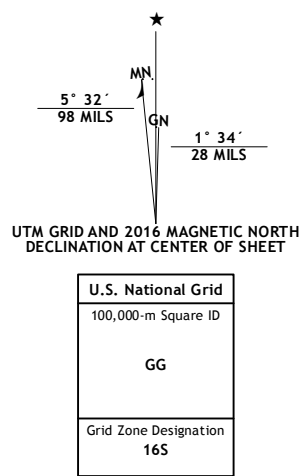 MN.
5° 32´
98 MILS
GN
1° 34´
28 MILS
UTM GRID AND 2016 MAGNETIC NORTH
DECLINATION AT CENTER OF SHEET
U.S. National Grid
100,000-m Square ID
GG
Grid Zone Designation
16S